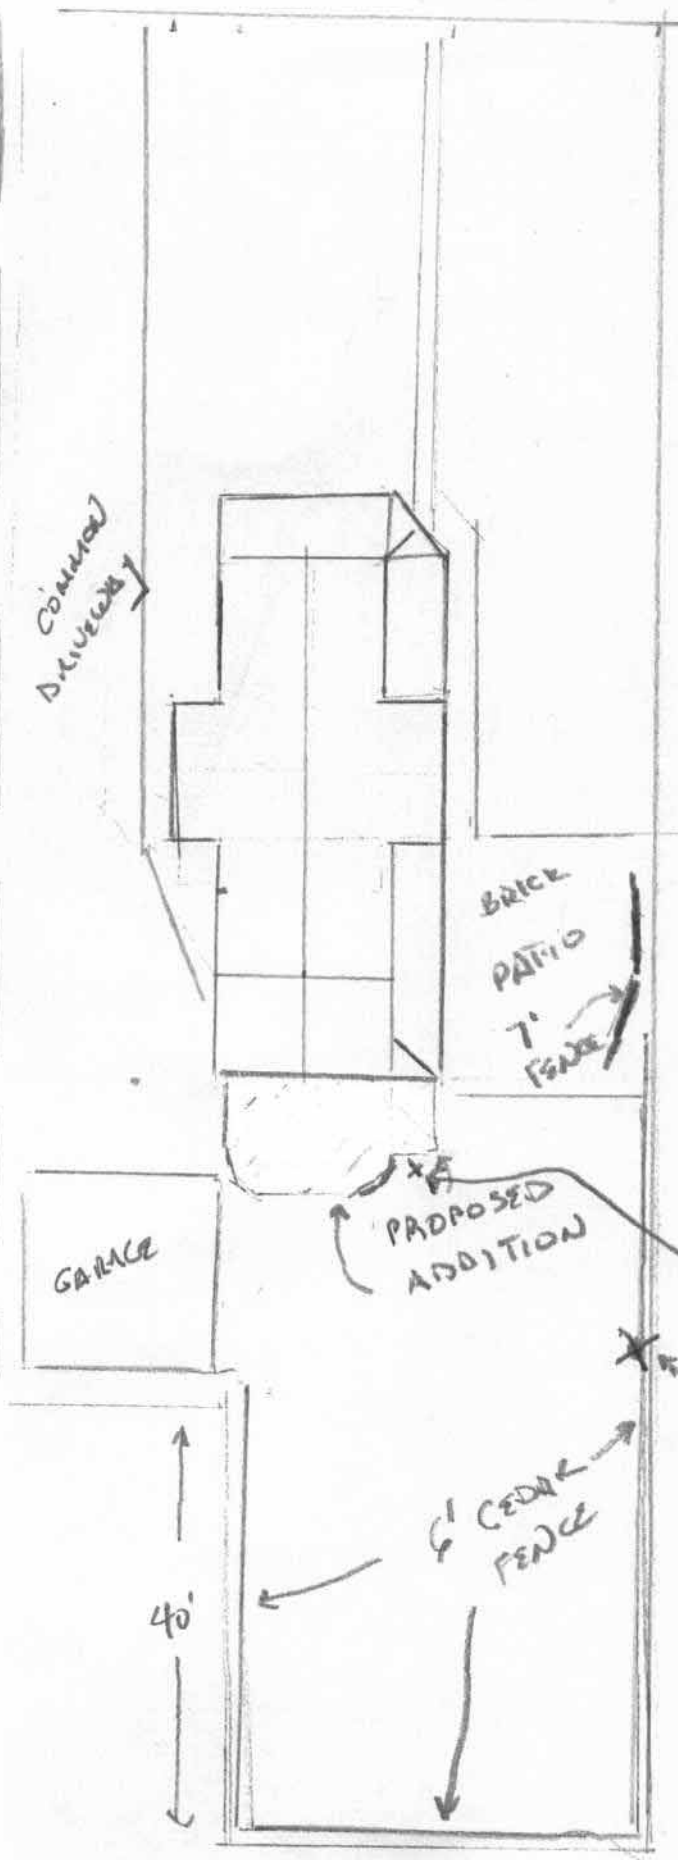 COMMON
DRIVEWAY
BRICK
PATIO
7'
FENCE
PROPOSED
ADDITION
GARAGE
6' CEDAR
FENCE
40'